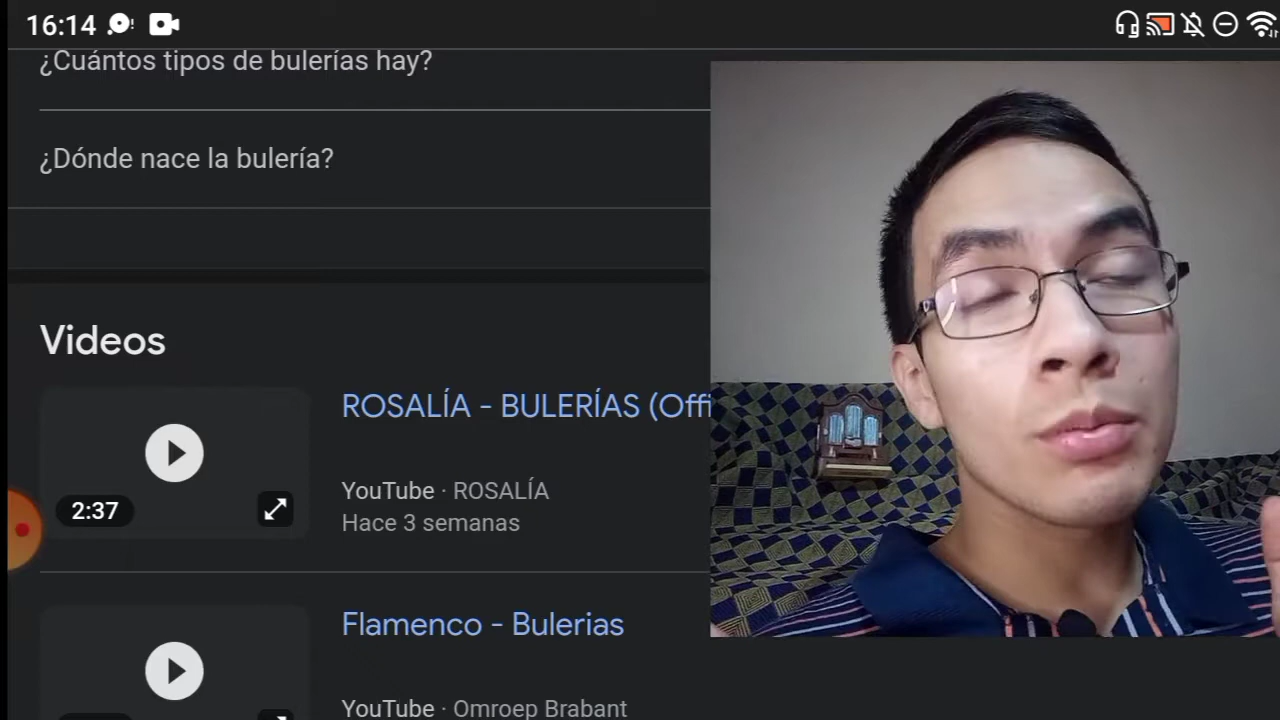 16:14
¿Cuántos tipos de bulerías hay?
¿Dónde nace la bulería?
Videos
ROSALÍA - BULERÍAS (Offi
2:37
YouTube · ROSALÍA
Hace 3 semanas
Flamenco - Bulerias
YouTube · Omroep Brabant